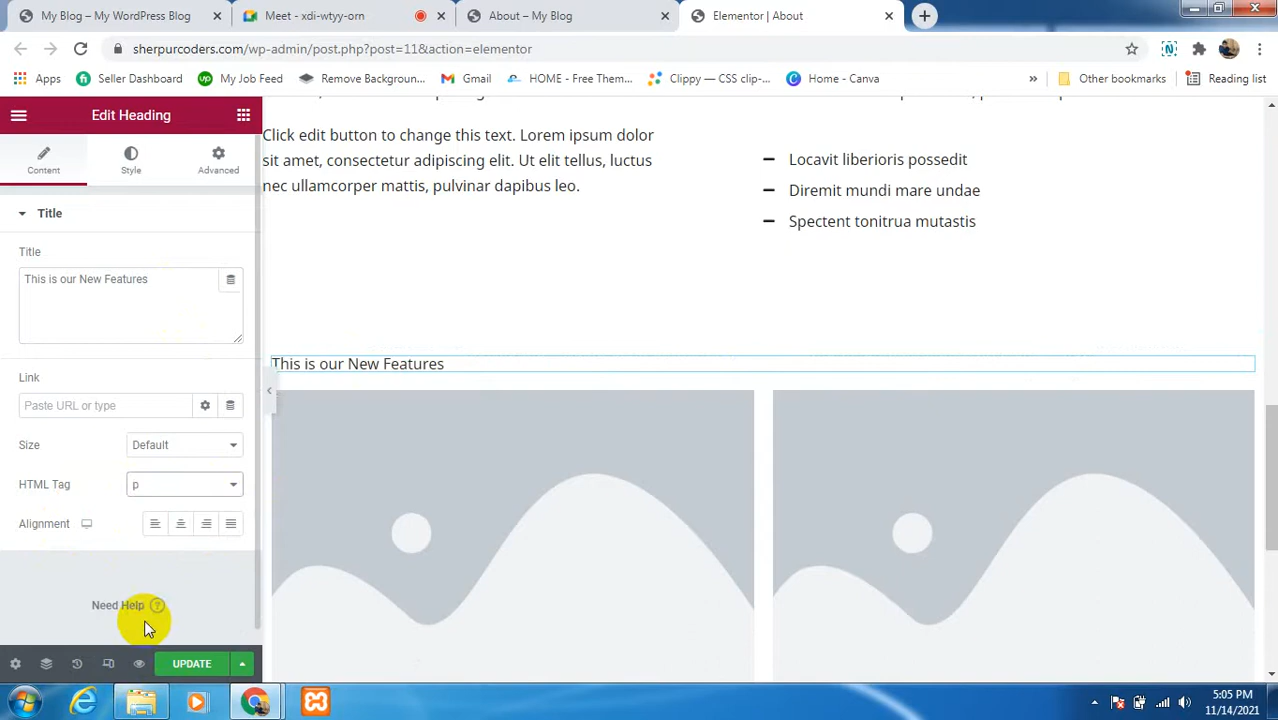 My Blog – My WordPress Blog
Meet - xdi-wtyy-orn
About – My Blog
Elementor | About
sherpurcoders.com/wp-admin/post.php?post=11&action=elementor
Apps
Seller Dashboard
My Job Feed
Remove Background...
Gmail
HOME - Free Them...
Clippy — CSS clip-...
Home - Canva
»
Other bookmarks
Reading list
Edit Heading
Content
Style
Advanced
Title
Title
This is our New Features
Link
Paste URL or type
Size
Default
HTML Tag
p
Alignment
Need Help ?
UPDATE
Click edit button to change this text. Lorem ipsum dolor
sit amet, consectetur adipiscing elit. Ut elit tellus, luctus
nec ullamcorper mattis, pulvinar dapibus leo.
Locavit liberioris possedit
Diremit mundi mare undae
Spectent tonitrua mutastis
This is our New Features
5:05 PM
11/14/2021